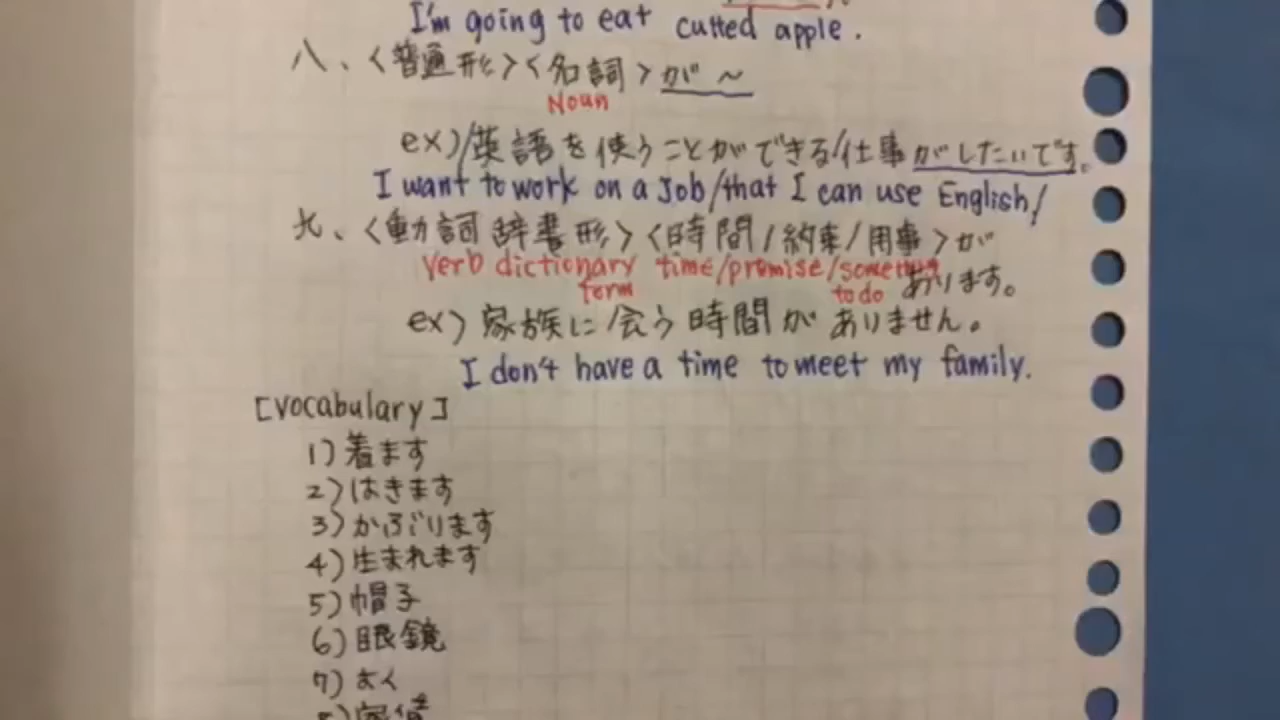 I'm going to eat cutted apple.
八、〈普通形〉〈名詞〉が～
Noun
ex)/英語を使うことができる/仕事がしたいです。
I want to work on a Job/that I can use English/
九、〈動詞辞書形〉〈時間/約束/用事〉が
verb dictionary time/promise/something
あります。
form to do
ex) 家族に会う時間がありません。
I don't have a time to meet my family.
[Vocabulary]
1) 着ます
2) はきます
3) かぶります
4) 生まれます
5) 帽子
6) 眼鏡
7) よく